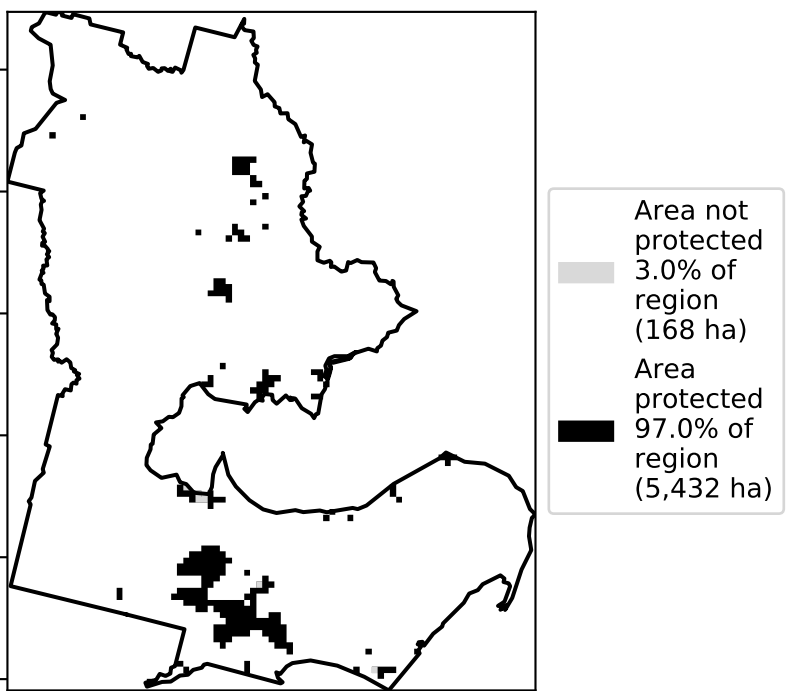 Area not
protected
3.0% of
region
(168 ha)
Area
protected
97.0% of
region
(5,432 ha)